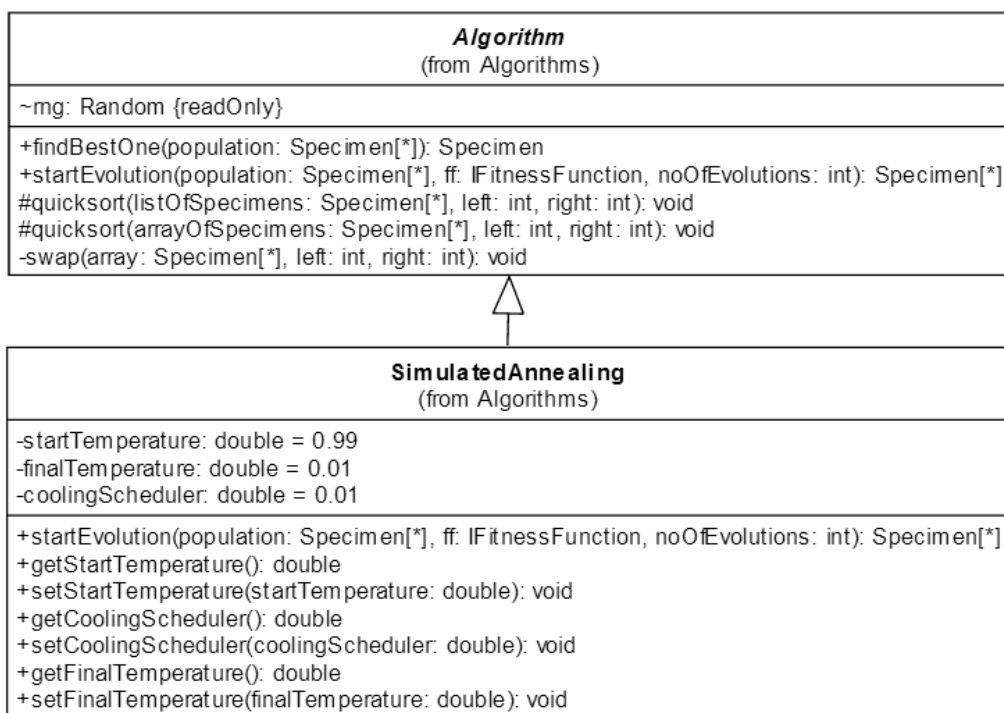 Algorithm
(from Algorithms)
~rng: Random {readOnly}
+findBestOne(population: Specimen[*]): Specimen
+startEvolution(population: Specimen[*], ff: IFitnessFunction, noOfEvolutions: int): Specimen[*]
#quicksort(listOfSpecimens: Specimen[*], left: int, right: int): void
#quicksort(arrayOfSpecimens: Specimen[*], left: int, right: int): void
-swap(array: Specimen[*], left: int, right: int): void
SimulatedAnnealing
(from Algorithms)
-startTemperature: double = 0.99
-finalTemperature: double = 0.01
-coolingScheduler: double = 0.01
+startEvolution(population: Specimen[*], ff: IFitnessFunction, noOfEvolutions: int): Specimen[*]
+getStartTemperature(): double
+setStartTemperature(startTemperature: double): void
+getCoolingScheduler(): double
+setCoolingScheduler(coolingScheduler: double): void
+getFinalTemperature(): double
+setFinalTemperature(finalTemperature: double): void